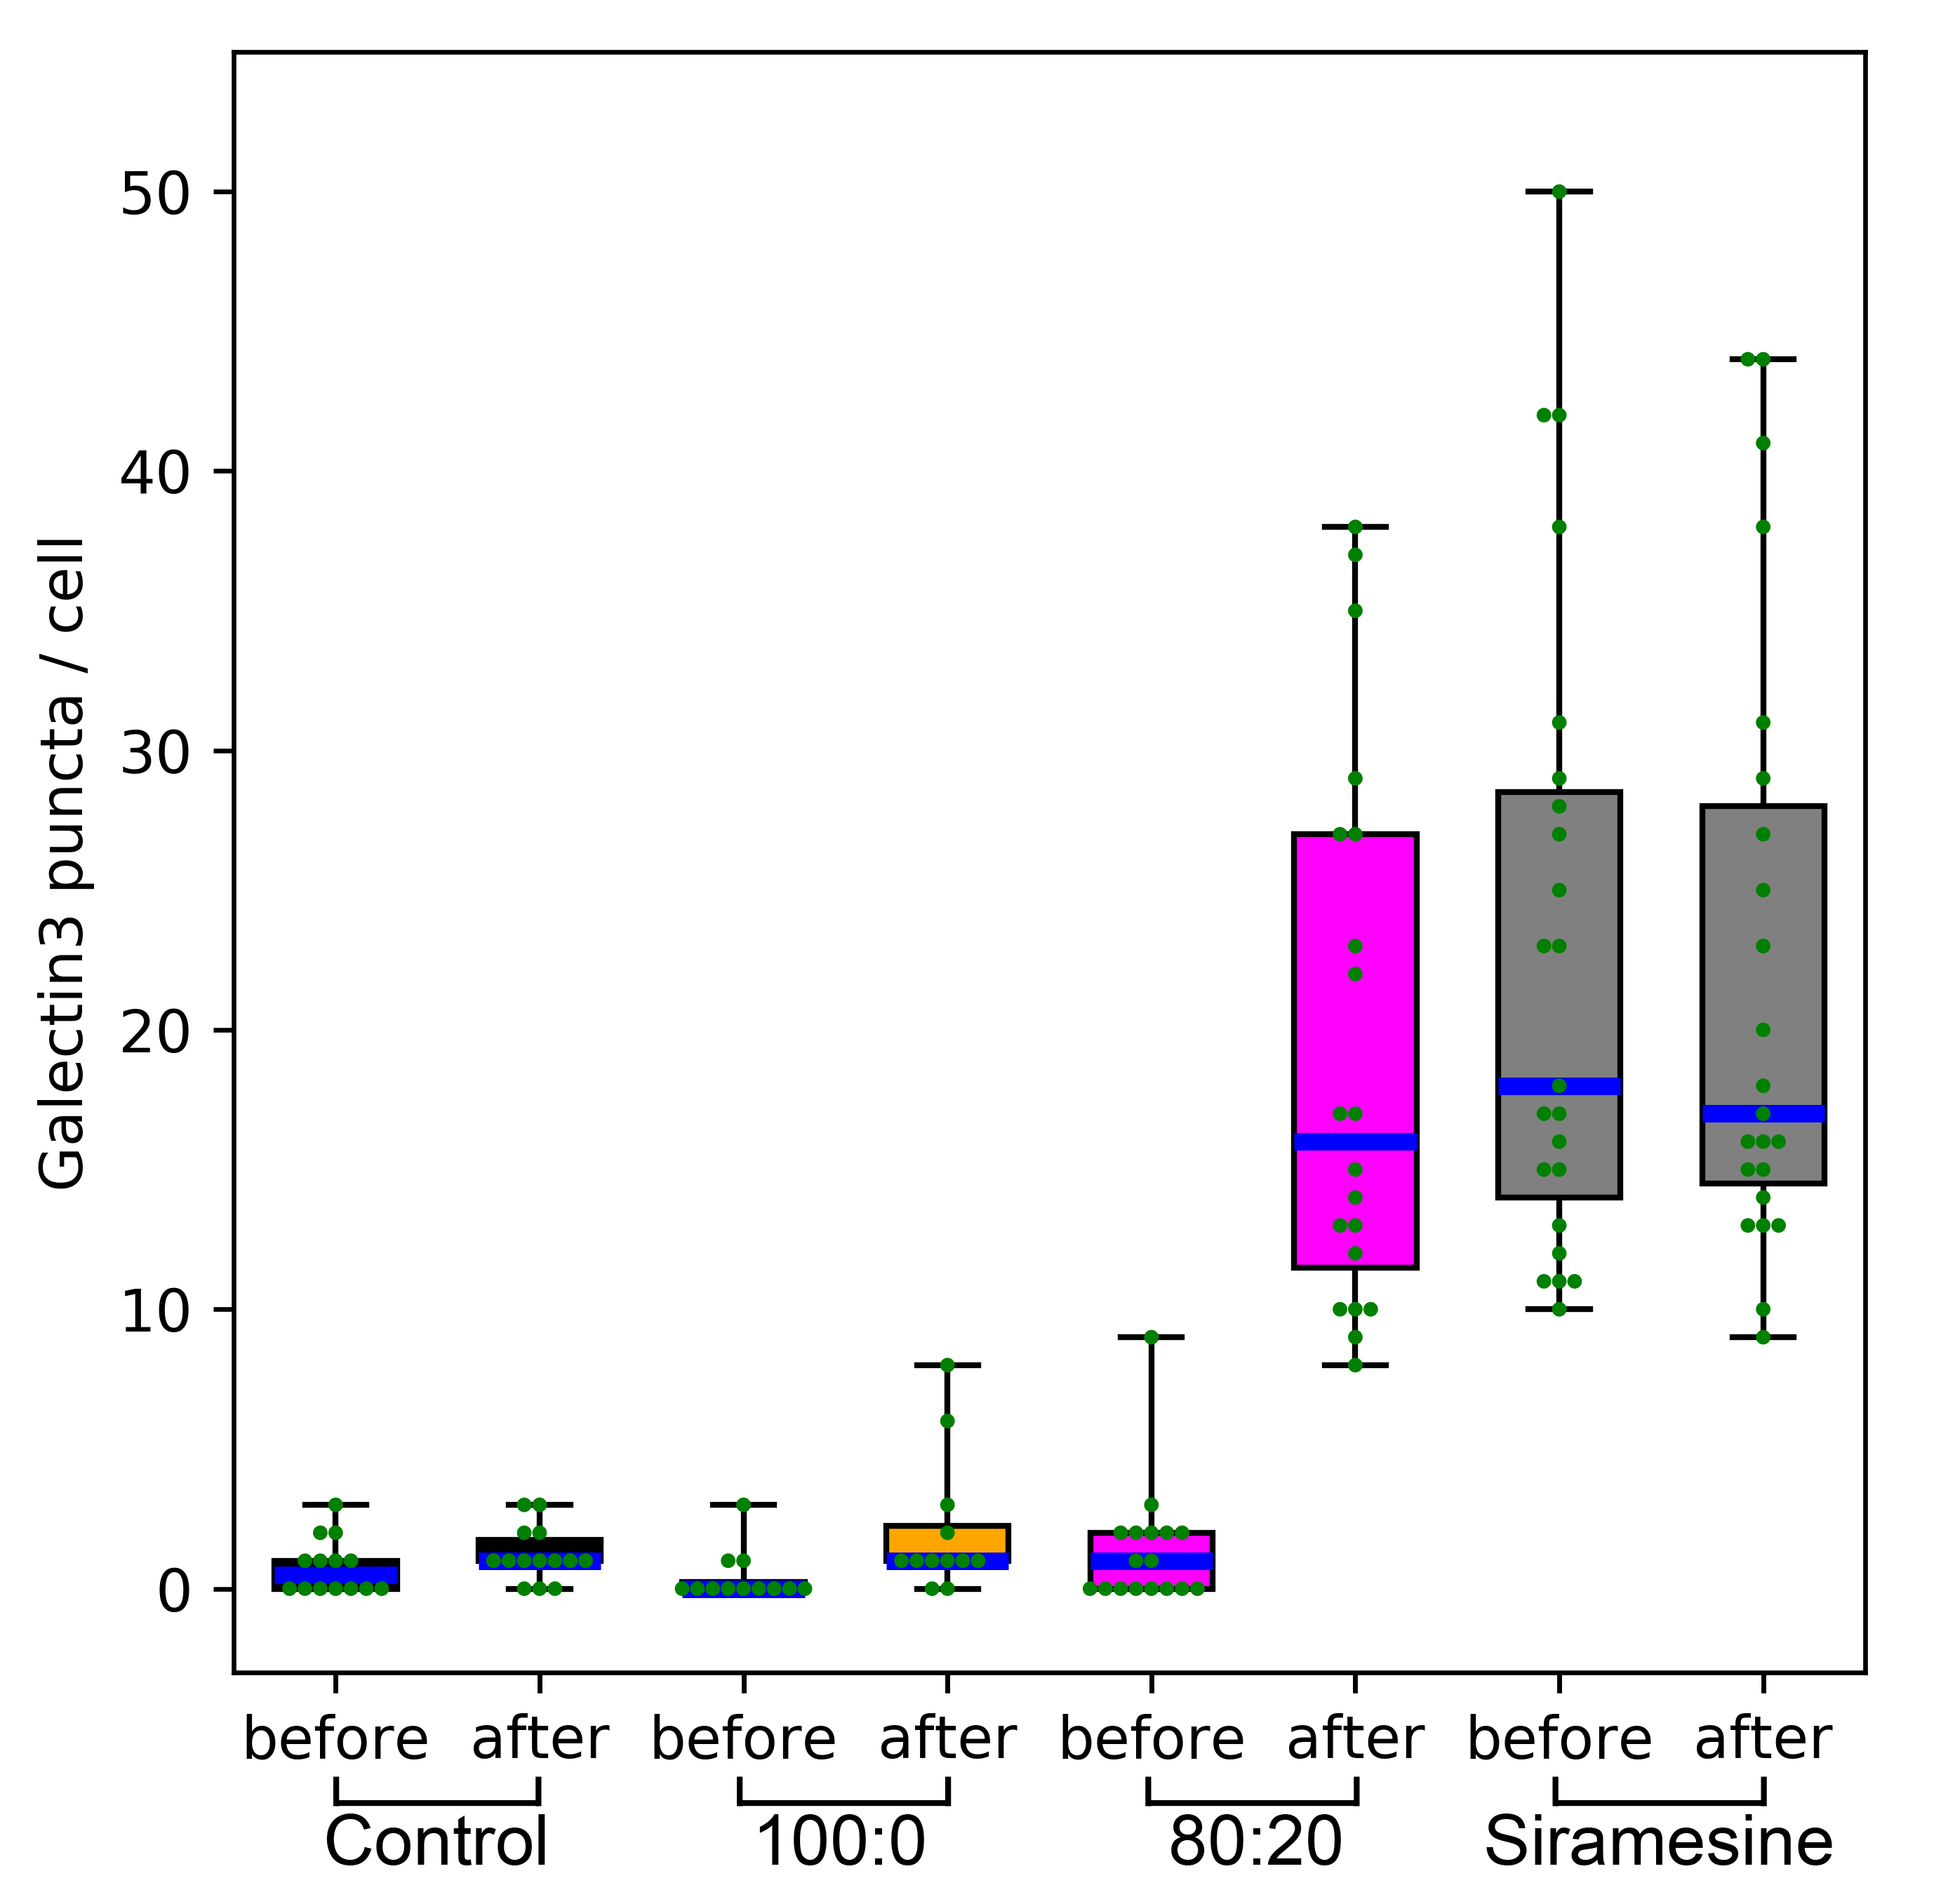 Galectin3 puncta / cell
50
40
30
20
10
0
before after before after before after before after
Control 100:0 80:20 Siramesine